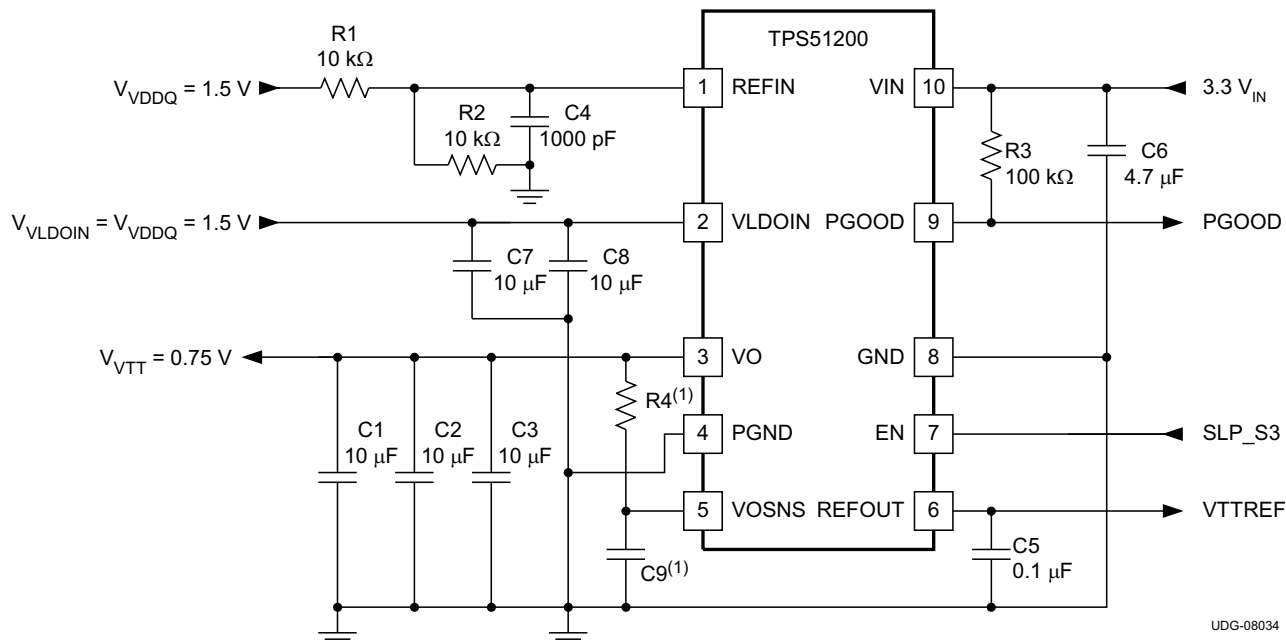 TPS51200
R1
10 kΩ
V_VDDQ = 1.5 V
1 REFIN
VIN 10
3.3 V_IN
R2
10 kΩ
C4
1000 pF
R3
100 kΩ
C6
4.7 μF
V_VLDOIN = V_VDDQ = 1.5 V
2 VLDOIN
PGOOD 9
PGOOD
C7
10 μF
C8
10 μF
V_VTT = 0.75 V
3 VO
GND 8
R4(1)
C1
10 μF
C2
10 μF
C3
10 μF
4 PGND
EN 7
SLP_S3
5 VOSNS
REFOUT 6
VTTREF
C9(1)
C5
0.1 μF
UDG-08034